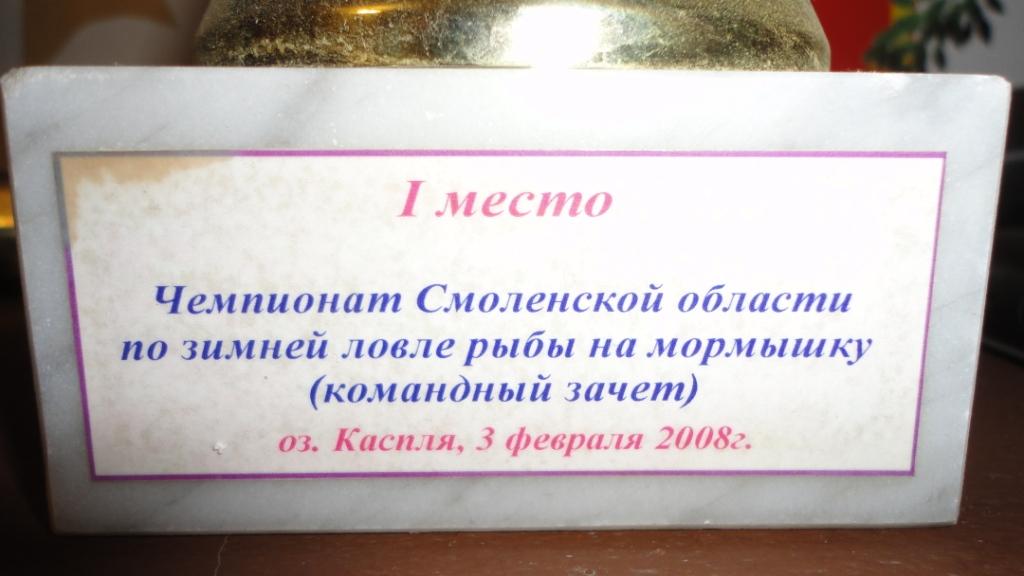 I место
Чемпионат Смоленской области
по зимней ловле рыбы на мормышку
(командный зачет)
оз. Каспля, 3 февраля 2008г.